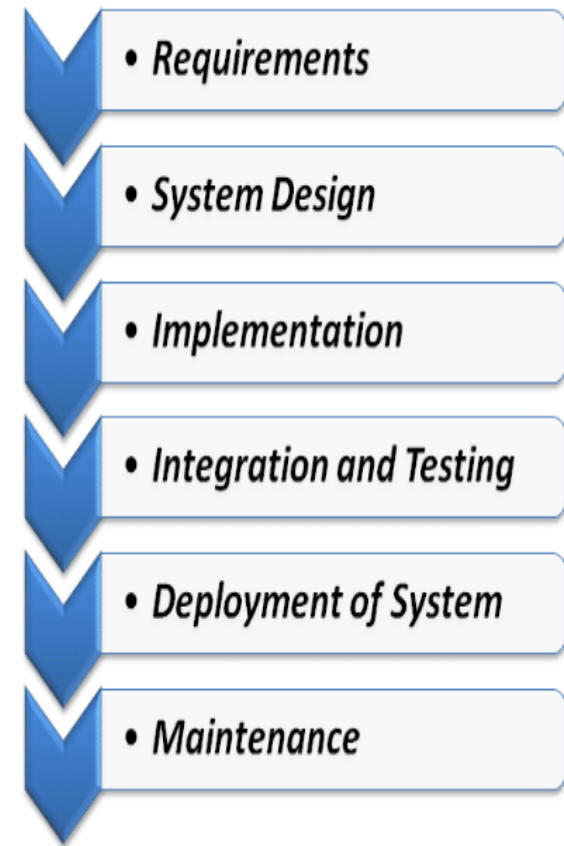 • Requirements
• System Design
• Implementation
• Integration and Testing
• Deployment of System
• Maintenance